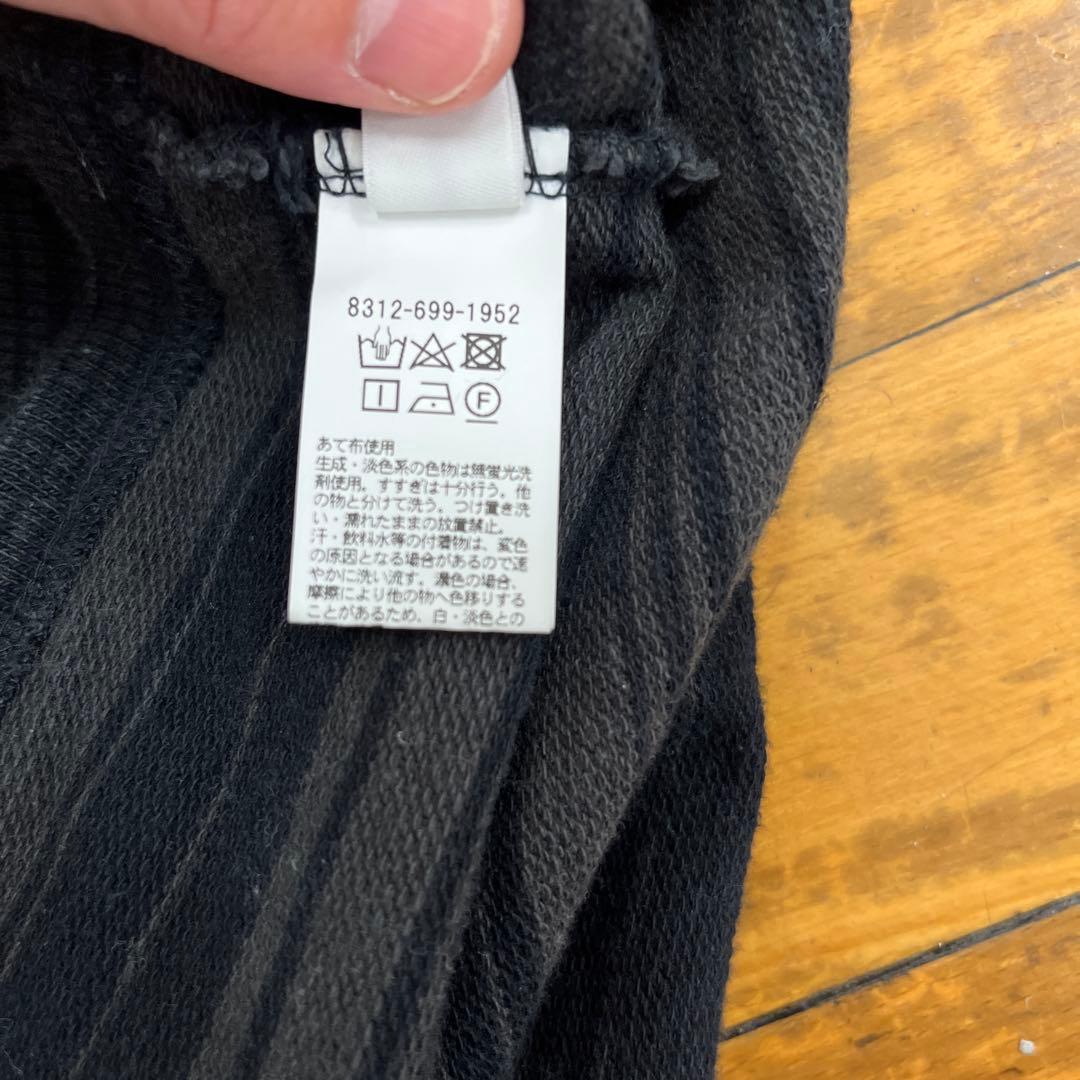 8312-699-1952
F
あて布使用
生成・淡色系の色物は無蛍光洗
剤使用。すすぎは十分行う。他
の物と分けて洗う。つけ置き洗
い・濡れたままの放置禁止。
汗・飲料水等の付着物は、変色
の原因となる場合があるので速
やかに洗い流す。濃色の場合、
摩擦により他の物へ色移りする
ことがあるため、白・淡色との